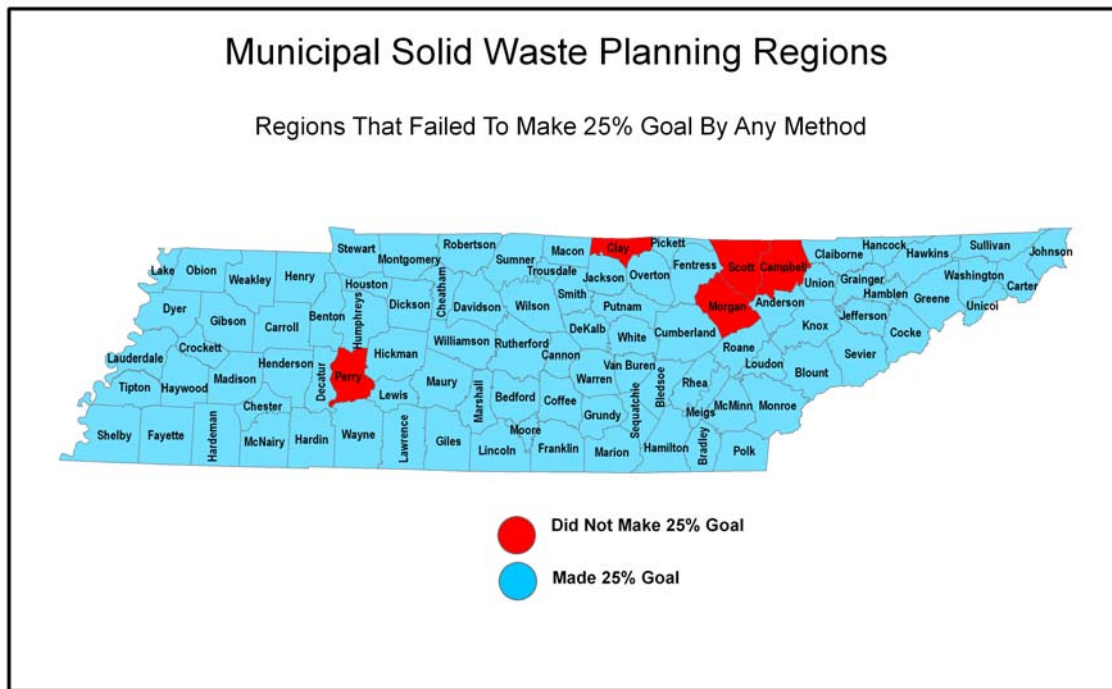 Municipal Solid Waste Planning Regions
Regions That Failed To Make 25% Goal By Any Method
Stewart
Montgomery
Robertson
Sumner
Macon
Clay
Pickett
Scott
Campbell
Claiborne
Hancock
Hawkins
Sullivan
Johnson
Lake
Obion
Weakley
Henry
Houston
Cheatham
Trousdale
Jackson
Overton
Fentress
Union
Grainger
Hamblen
Washington
Carter
Dyer
Gibson
Carroll
Benton
Humphreys
Dickson
Davidson
Wilson
Smith
Putnam
Morgan
Anderson
Jefferson
Greene
Unicoi
Lauderdale
Crockett
Henderson
Hickman
Williamson
Rutherford
DeKalb
White
Cumberland
Roane
Knox
Cocke
Tipton
Haywood
Madison
Decatur
Perry
Lewis
Maury
Cannon
Warren
Van Buren
Bledsoe
Rhea
Loudon
Blount
Sevier
Chester
Marshall
Bedford
Coffee
Grundy
Sequatchie
Meigs
McMinn
Monroe
Shelby
Fayette
Hardeman
McNairy
Hardin
Wayne
Lawrence
Giles
Lincoln
Moore
Franklin
Marion
Hamilton
Bradley
Polk
Did Not Make 25% Goal
Made 25% Goal